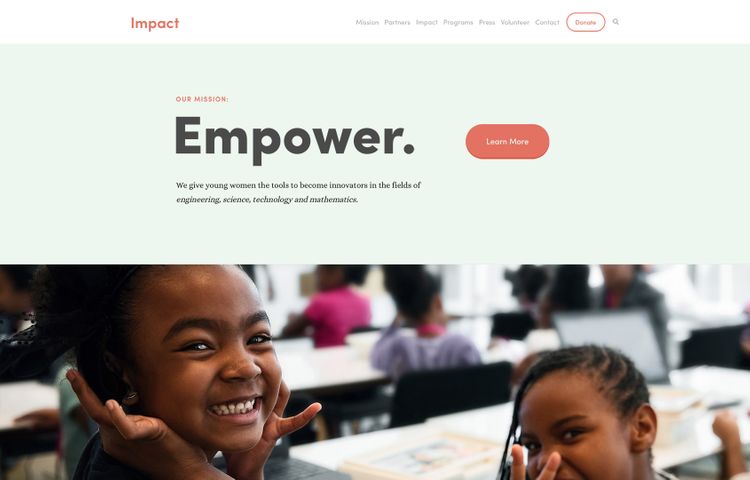 Impact
Mission Partners Impact Programs Press Volunteer Contact Donate
OUR MISSION:
Empower.
Learn More
We give young women the tools to become innovators in the fields of
engineering, science, technology and mathematics.